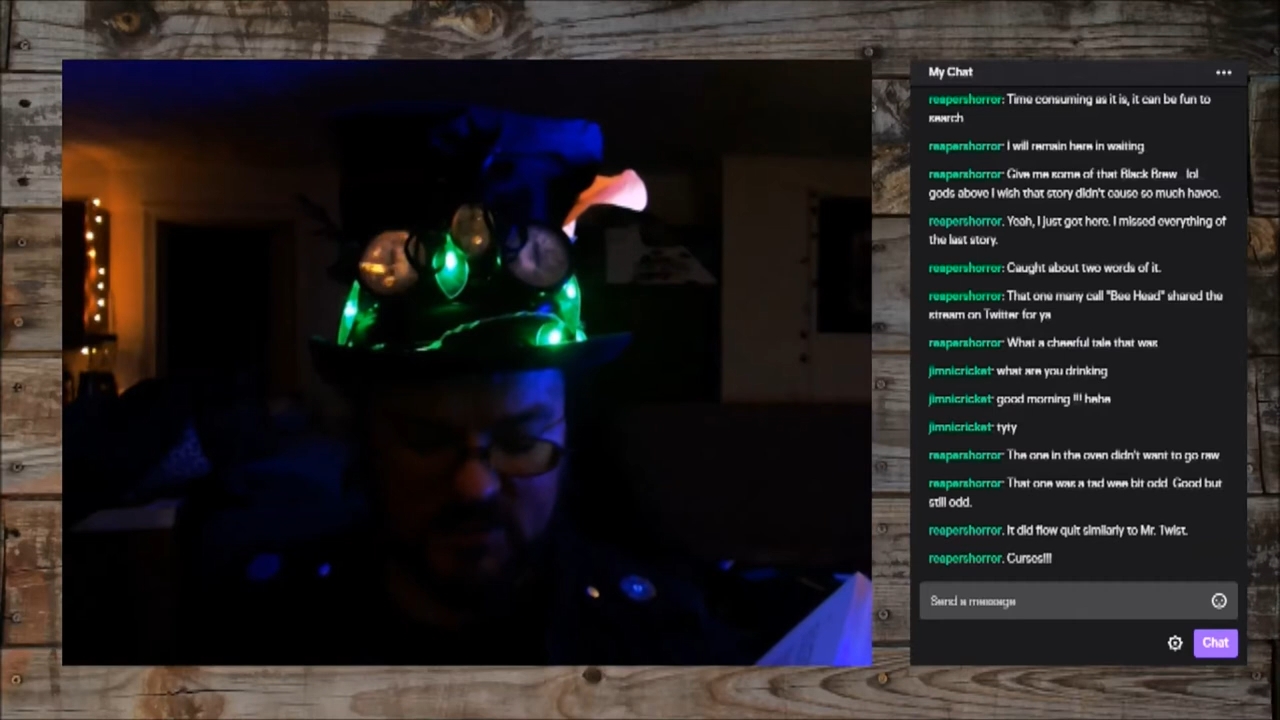 My Chat
reapershorror: Time consuming as it is, it can be fun to
search
reapershorror: I will remain here in waiting
reapershorror: Give me some of that Black Brew.. lol
gods above I wish that story didn't cause so much havoc.
reapershorror: Yeah, I just got here. I missed everything of
the last story.
reapershorror: Caught about two words of it.
reapershorror: That one many call "Bee Head" shared the
stream on Twitter for ya
reapershorror: What a cheerful tale that was
jimnicricket: what are you drinking
jimnicricket: good morning !!! hehe
jimnicricket: tyty
reapershorror: The one in the oven didn't want to go raw
reapershorror: That one was a tad wee bit odd. Good but
still odd.
reapershorror: It did flow quit similarly to Mr. Twist.
reapershorror: Curses!!!
Send a message
Chat